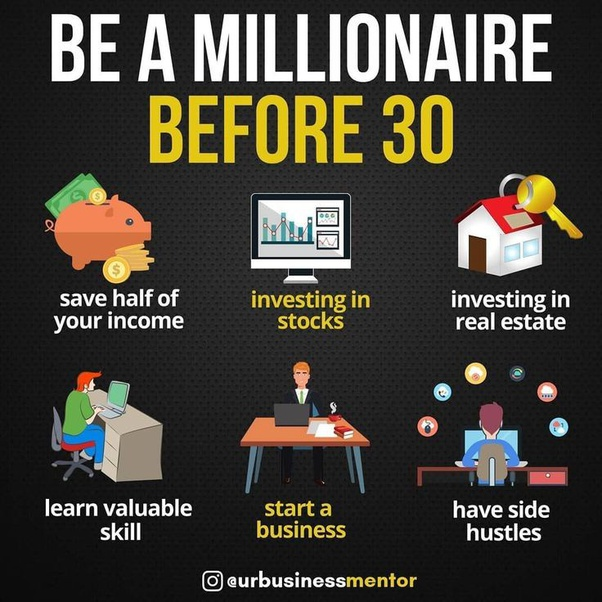 BE A MILLIONAIRE
BEFORE 30
save half of
your income
investing in
stocks
investing in
real estate
learn valuable
skill
start a
business
have side
hustles
@urbusinessmentor